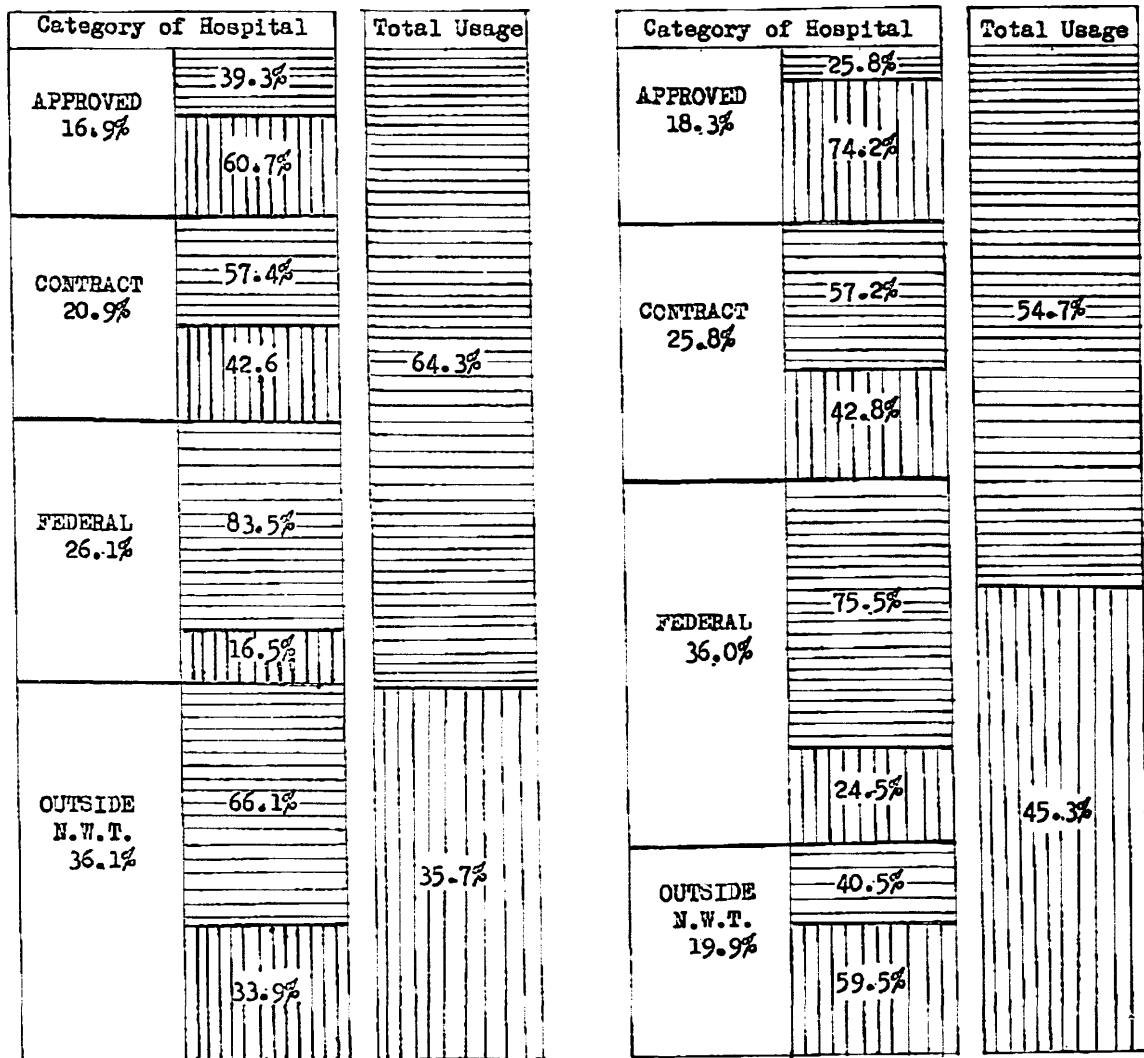 Category of Hospital
Total Usage
APPROVED
16.9%
39.3%
60.7%
CONTRACT
20.9%
57.4%
42.6
64.3%
FEDERAL
26.1%
83.5%
16.5%
OUTSIDE
N.W.T.
36.1%
66.1%
33.9%
35.7%
Category of Hospital
Total Usage
APPROVED
18.3%
25.8%
74.2%
CONTRACT
25.8%
57.2%
42.8%
54.7%
FEDERAL
36.0%
75.5%
24.5%
45.3%
OUTSIDE
N.W.T.
19.9%
40.5%
59.5%